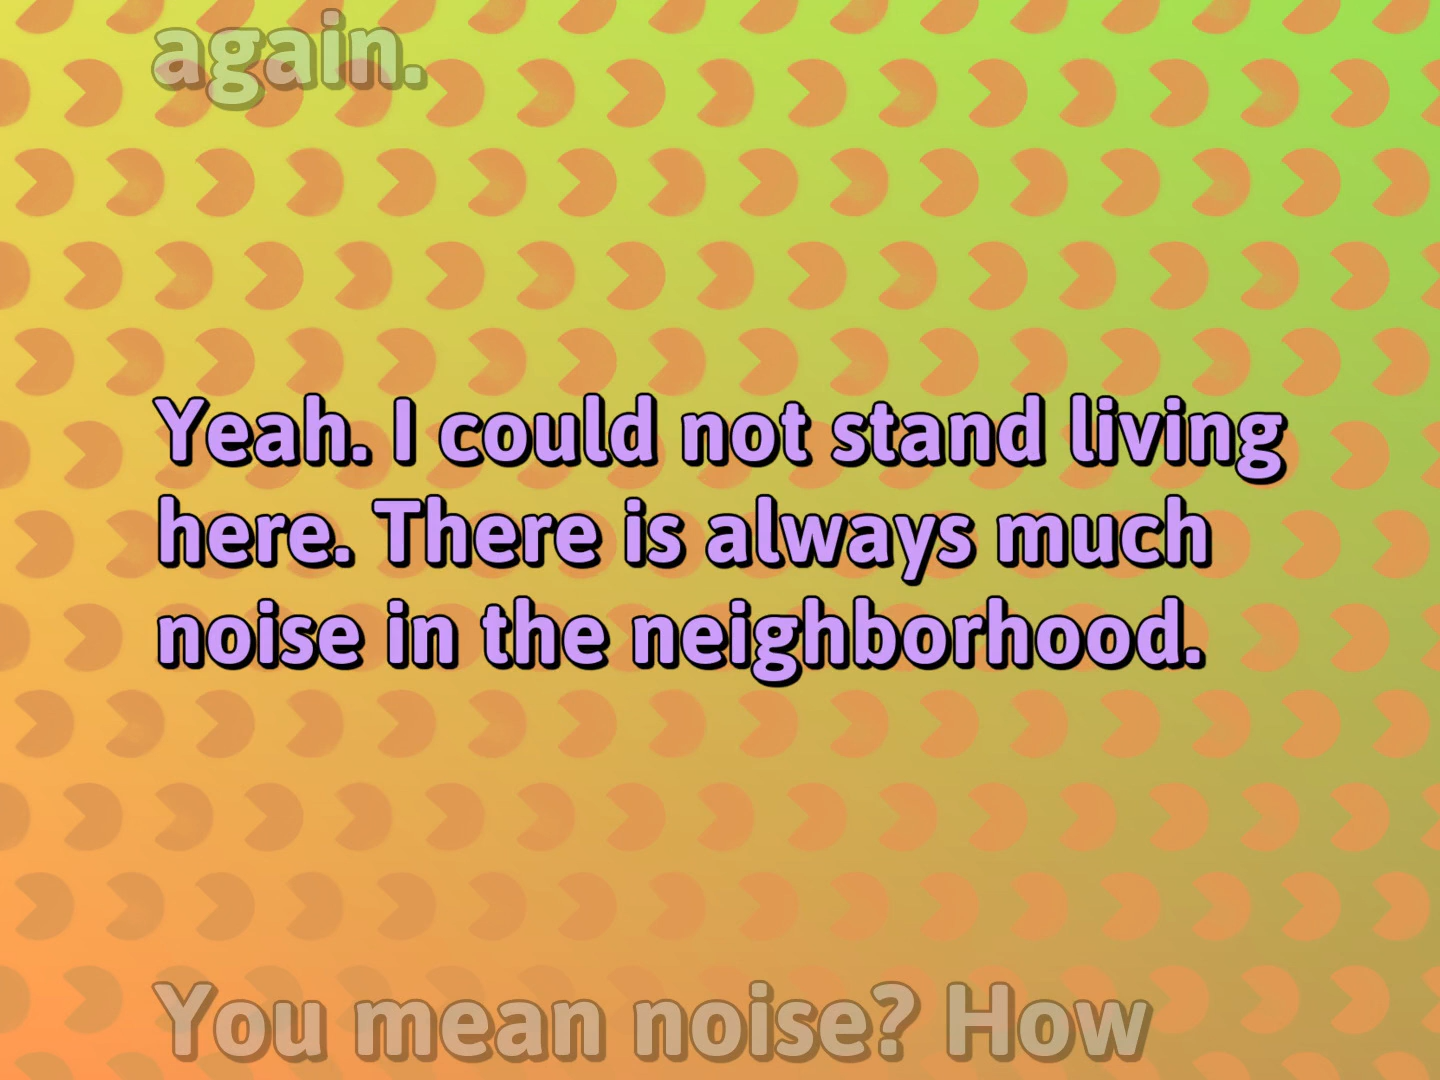 again.
Yeah. I could not stand living
here. There is always much
noise in the neighborhood.
You mean noise? How